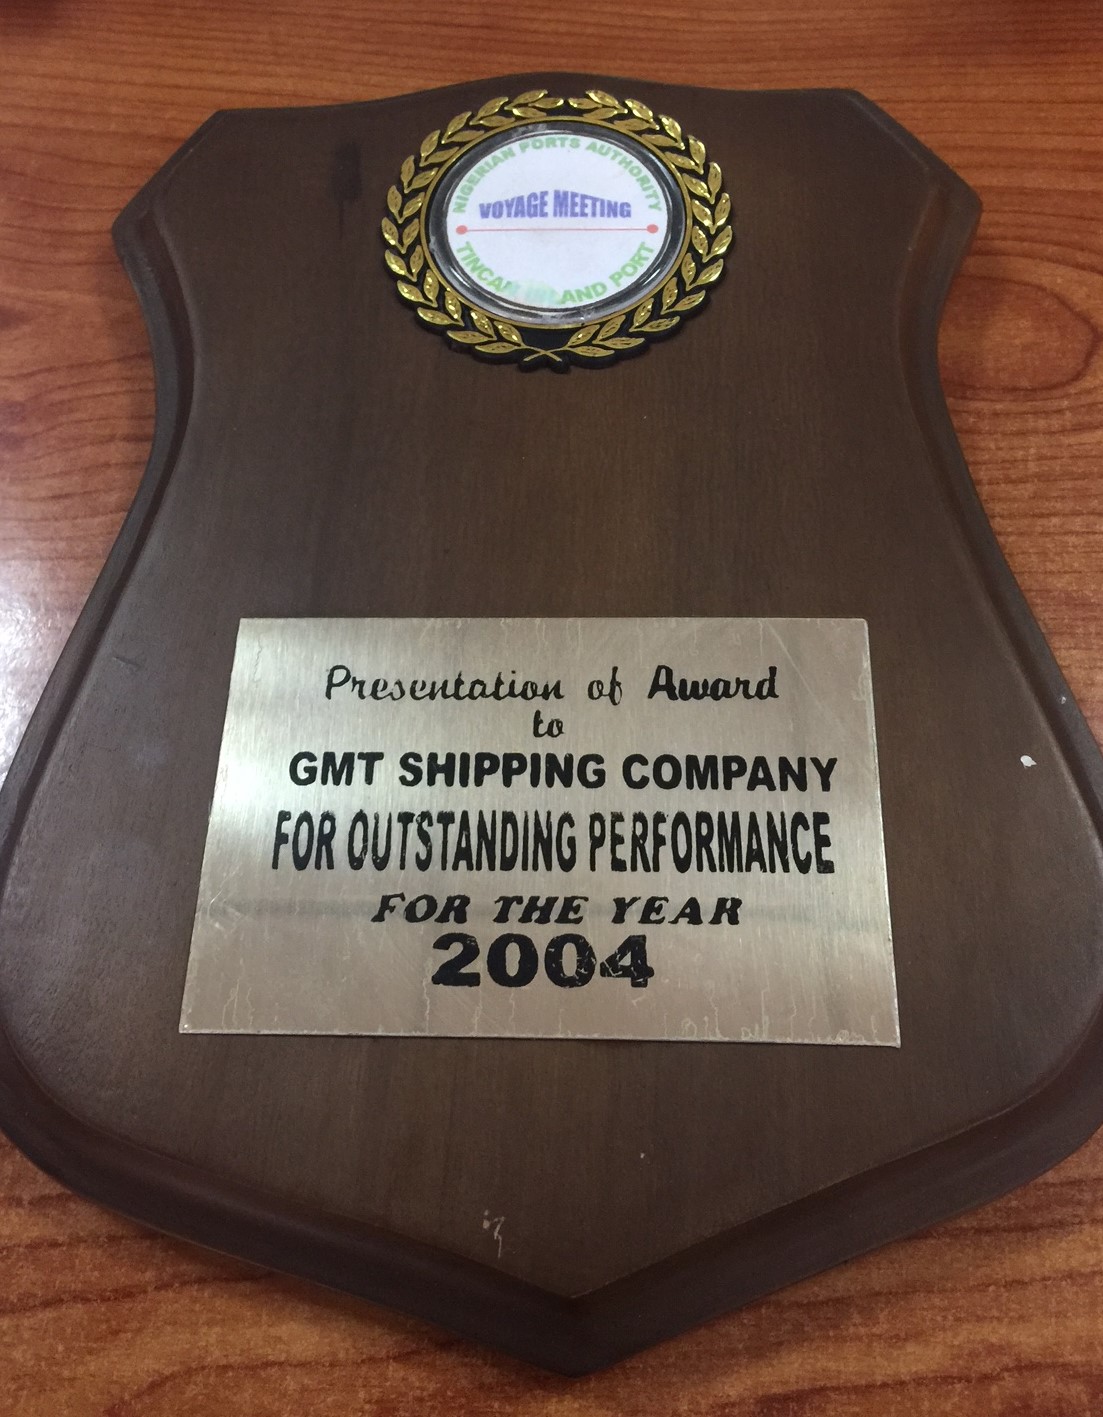 NIGERIAN PORTS AUTHORITY
VOYAGE MEETING
TINCAN ISLAND PORT
Presentation of Award
to
GMT SHIPPING COMPANY
FOR OUTSTANDING PERFORMANCE
FOR THE YEAR
2004